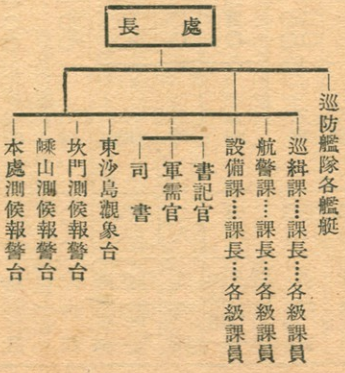 處長
巡防艦隊各艦艇
巡緝課……課長……各級課員
航警課……課長……各級課員
設備課……課長……各級課員
書記官
軍需官
司書
東沙島觀象台
坎門測候報警台
嵊山測候報警台
本處測候報警台